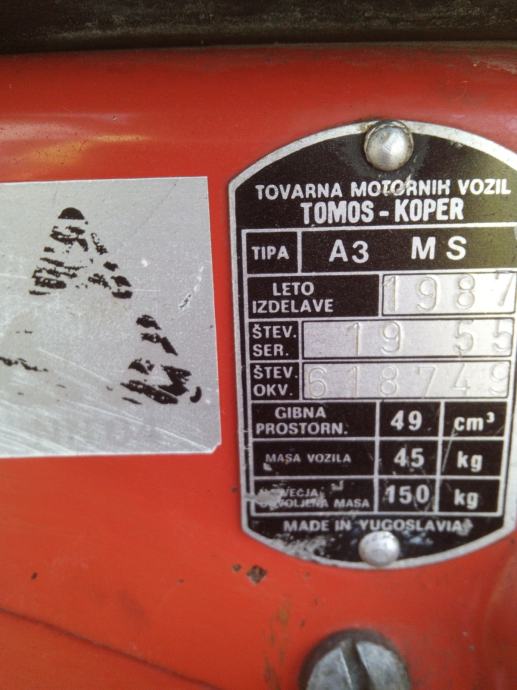 TOVARNA MOTORNIH VOZIL
TOMOS - KOPER
TIPA A3 MS
LETO IZDELAVE 1987
ŠTEV. SER. 19 55
ŠTEV. OKV. 618749
GIBNA PROSTORN. 49 cm³
MASA VOZILA 45 kg
MASA 150 kg
MADE IN YUGOSLAVIA